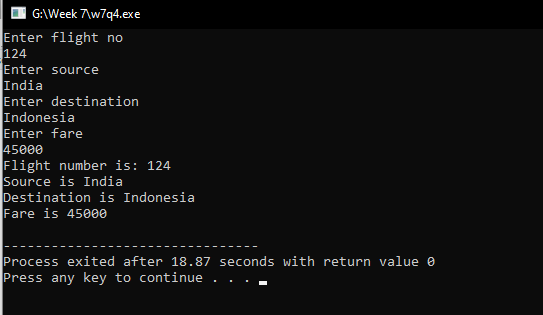 G:\Week 7\w7q4.exe
Enter flight no
124
Enter source
India
Enter destination
Indonesia
Enter fare
45000
Flight number is: 124
Source is India
Destination is Indonesia
Fare is 45000
--------------------------------
Process exited after 18.87 seconds with return value 0
Press any key to continue . . .